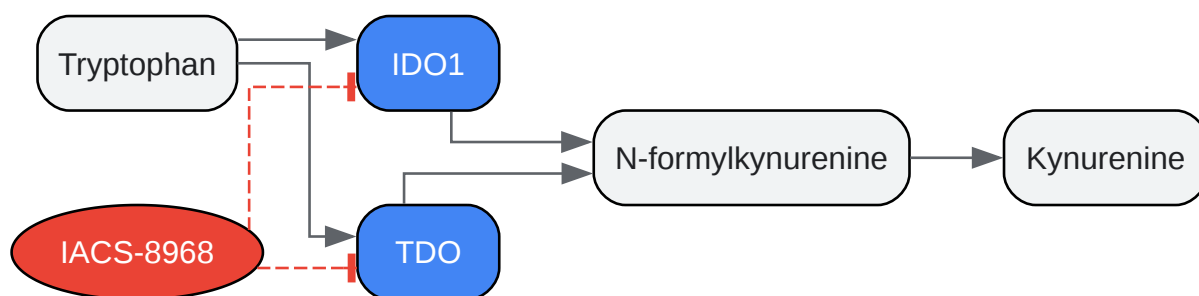 Tryptophan
IDO1
N-formylkynurenine
Kynurenine
IACS-8968
TDO